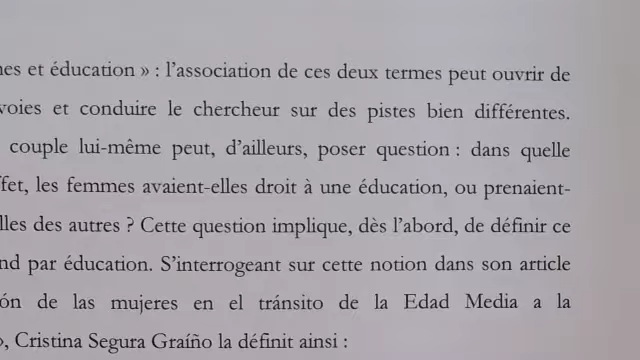 nes et éducation » : l'association de ces deux termes peut ouvrir de
voies et conduire le chercheur sur des pistes bien différentes.
couple lui-même peut, d'ailleurs, poser question : dans quelle
ffet, les femmes avaient-elles droit à une éducation, ou prenaient-
lles des autres ? Cette question implique, dès l'abord, de définir ce
nd par éducation. S'interrogeant sur cette notion dans son article
ón de las mujeres en el tránsito de la Edad Media a la
», Cristina Segura Graíño la définit ainsi :